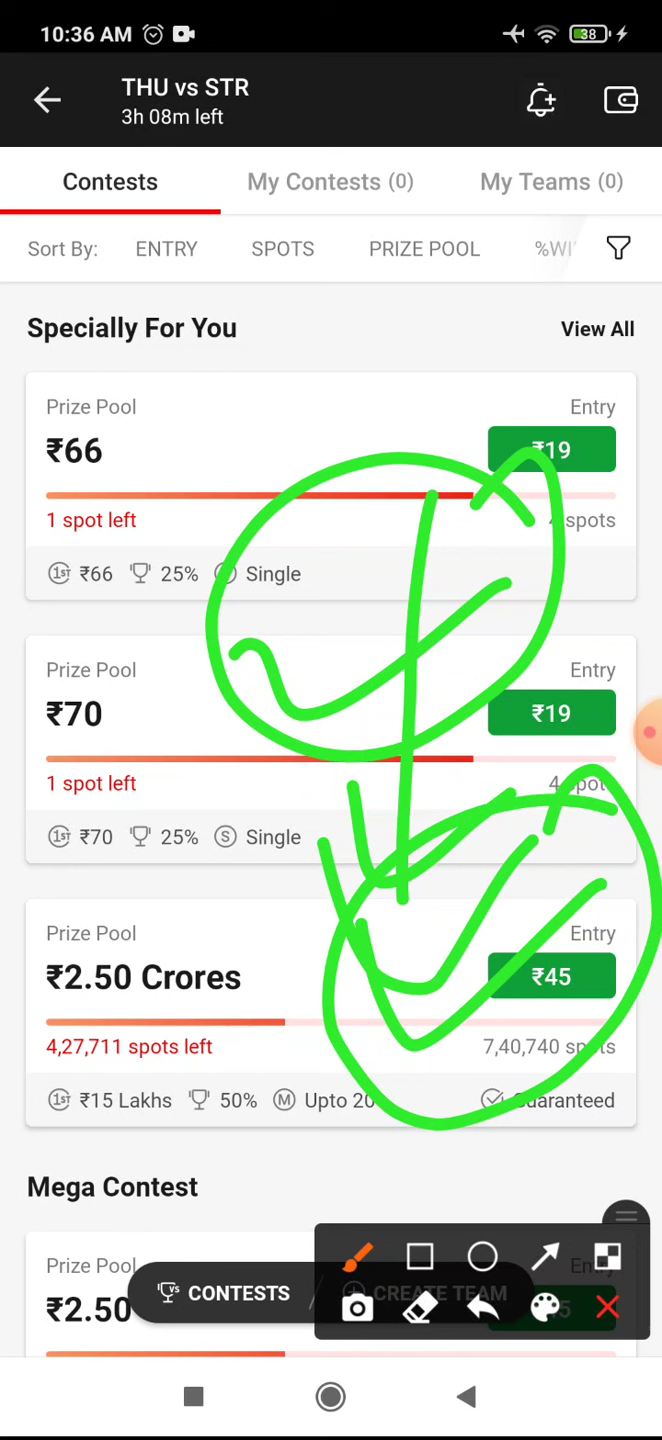 10:36 AM 38
THU vs STR
3h 08m left
Contests My Contests (0) My Teams (0)
Sort By: ENTRY SPOTS PRIZE POOL
Specially For You View All
Prize Pool Entry
₹66 ₹19
1 spot left spots
1ST ₹66 25% Single
Prize Pool Entry
₹70 ₹19
1 spot left 4 spots
1ST ₹70 25% S Single
Prize Pool Entry
₹2.50 Crores ₹45
4,27,711 spots left 7,40,740 spots
1ST ₹15 Lakhs 50% M Upto 20 Guaranteed
Mega Contest
Prize Pool
₹2.50
CONTESTS CREATE TEAM